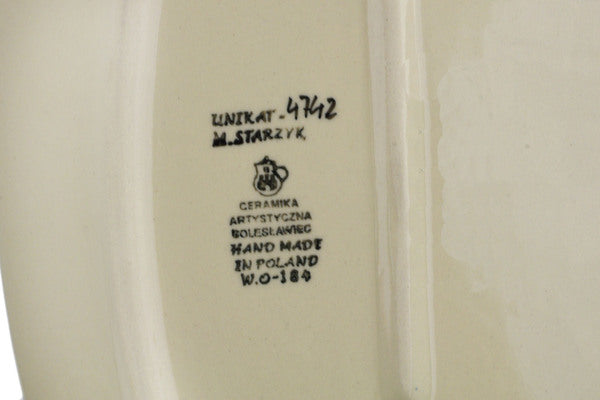 UNIKAT-4742
M.STARZYK
CERAMIKA
ARTYSTYCZNA
BOLESŁAWIEC
HAND MADE
IN POLAND
W.O-184